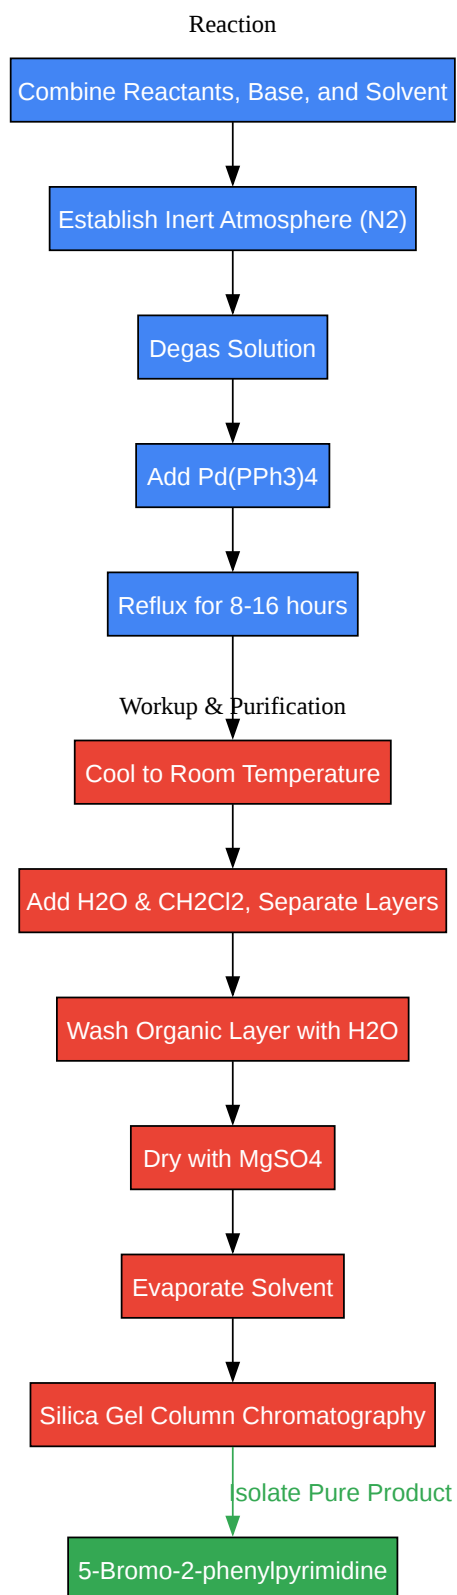 Reaction
Combine Reactants, Base, and Solvent
Establish Inert Atmosphere (N2)
Degas Solution
Add Pd(PPh3)4
Reflux for 8-16 hours
Workup & Purification
Cool to Room Temperature
Add H2O & CH2Cl2, Separate Layers
Wash Organic Layer with H2O
Dry with MgSO4
Evaporate Solvent
Silica Gel Column Chromatography
Isolate Pure Product
5-Bromo-2-phenylpyrimidine